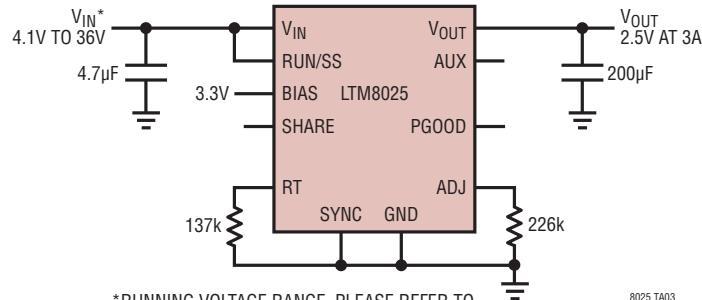 VIN*
4.1V TO 36V
4.7µF
3.3V
137k
VIN
RUN/SS
BIAS
SHARE
RT
LTM8025
SYNC
GND
VOUT
AUX
PGOOD
ADJ
VOUT
2.5V AT 3A
200µF
226k
*RUNNING VOLTAGE RANGE. PLEASE REFER TO
8025 TA03